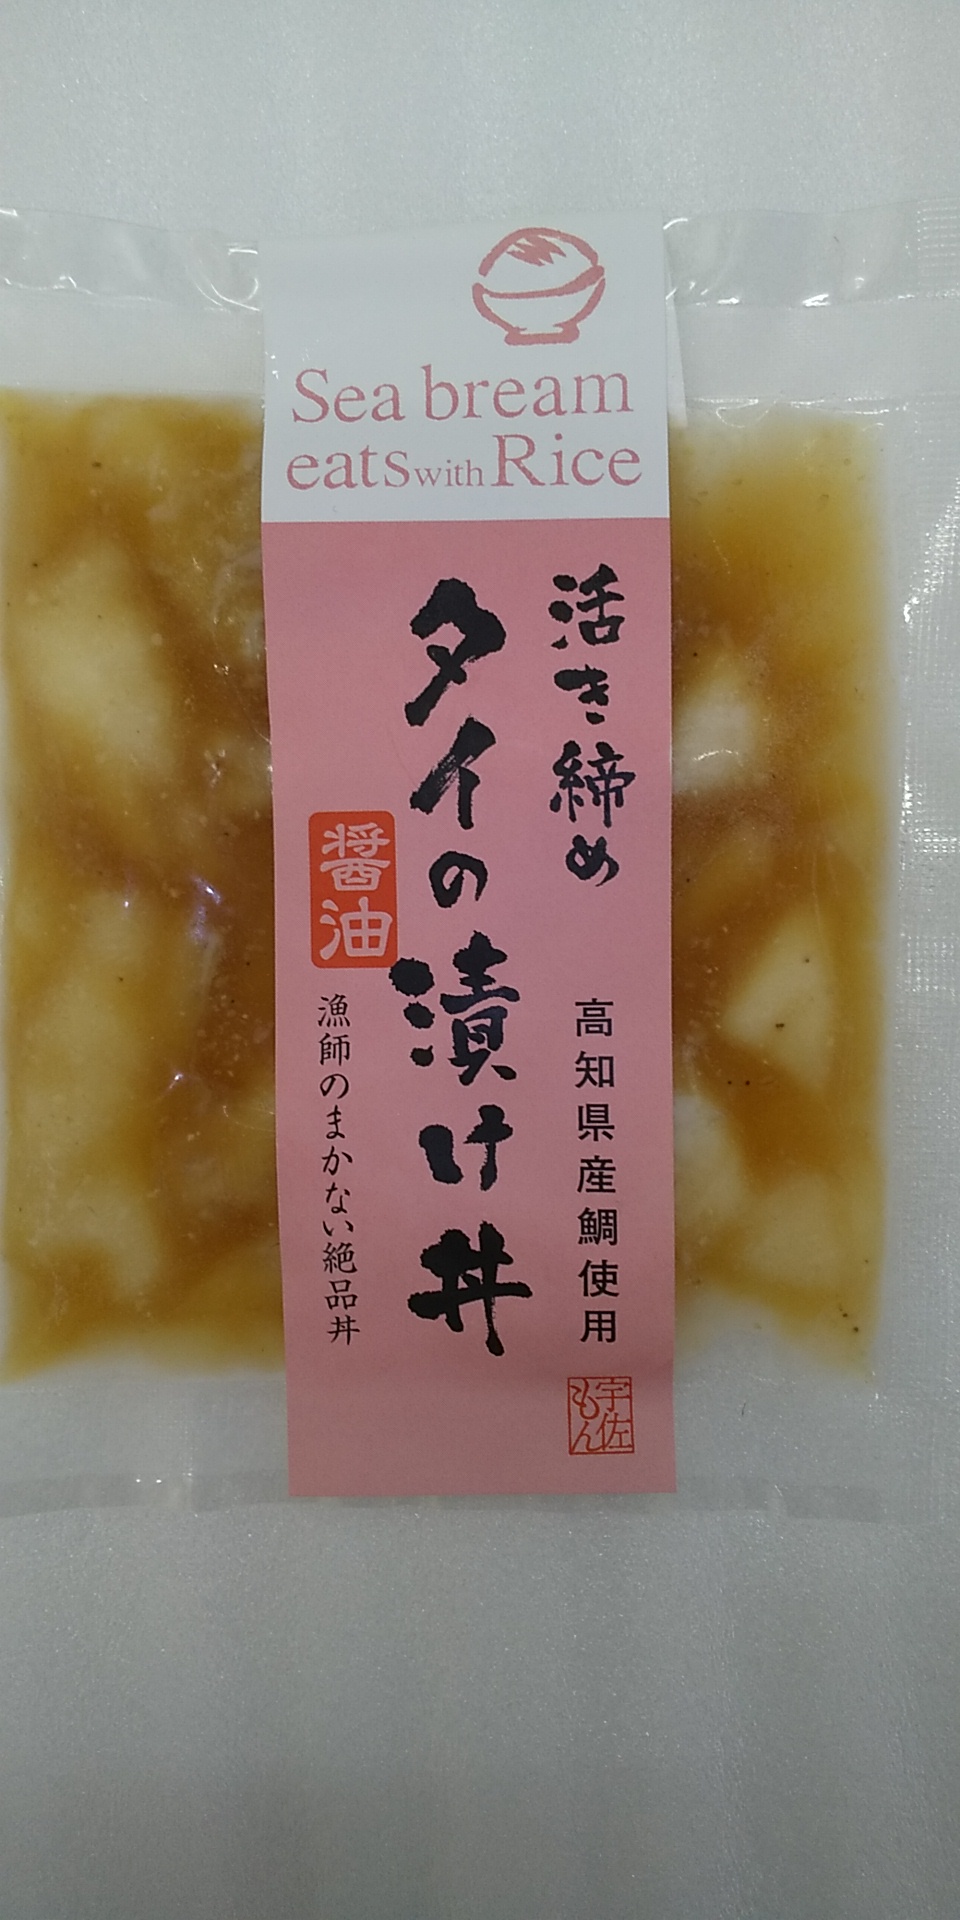 Sea bream
eats with Rice
活き締め
高知県産鯛使用
宇佐
もん
タイの漬け丼
醤油
漁師のまかない絶品丼